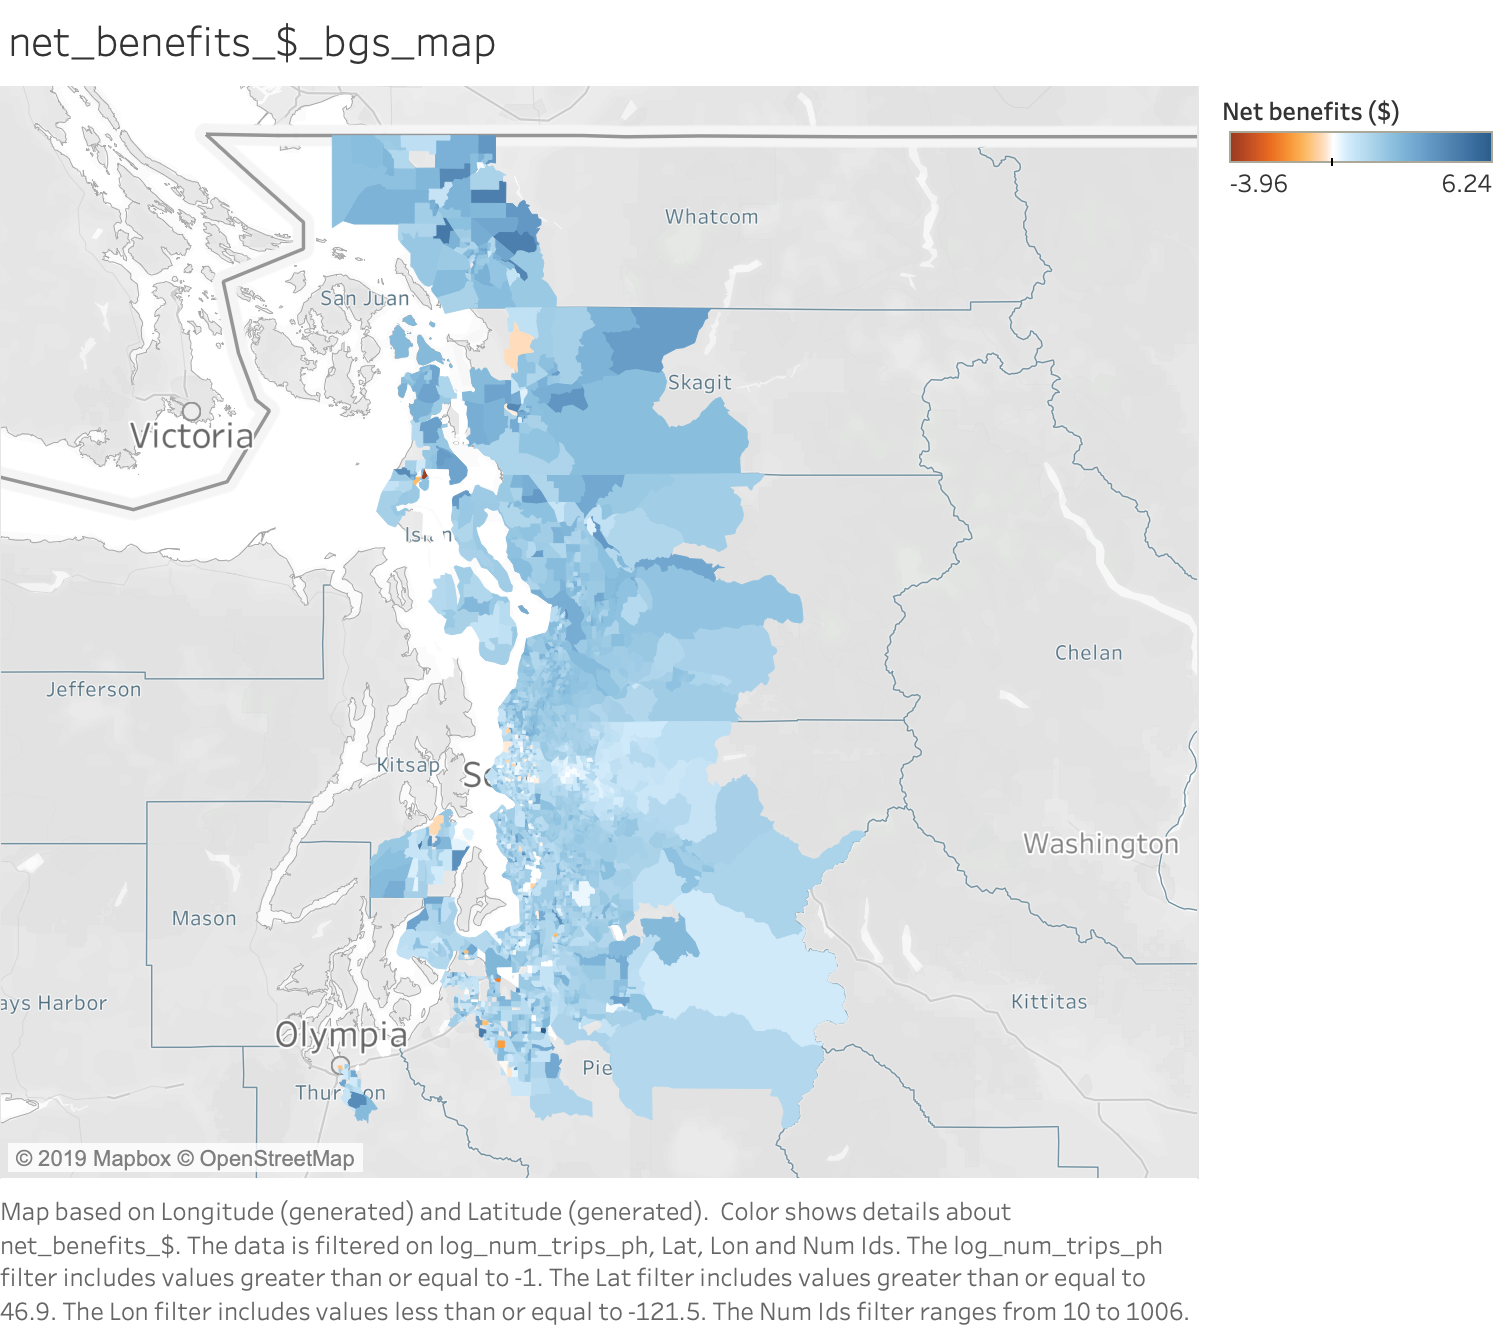 net_benefits_$_bgs_map
Net benefits ($)
-3.96 6.24
Whatcom
San Juan
Skagit
Victoria
Chelan
Jefferson
Kitsap
Washington
Mason
ays Harbor
Kittitas
Olympia
Pie
© 2019 Mapbox © OpenStreetMap
Map based on Longitude (generated) and Latitude (generated).  Color shows details about
net_benefits_$. The data is filtered on log_num_trips_ph, Lat, Lon and Num Ids. The log_num_trips_ph
filter includes values greater than or equal to -1. The Lat filter includes values greater than or equal to
46.9. The Lon filter includes values less than or equal to -121.5. The Num Ids filter ranges from 10 to 1006.